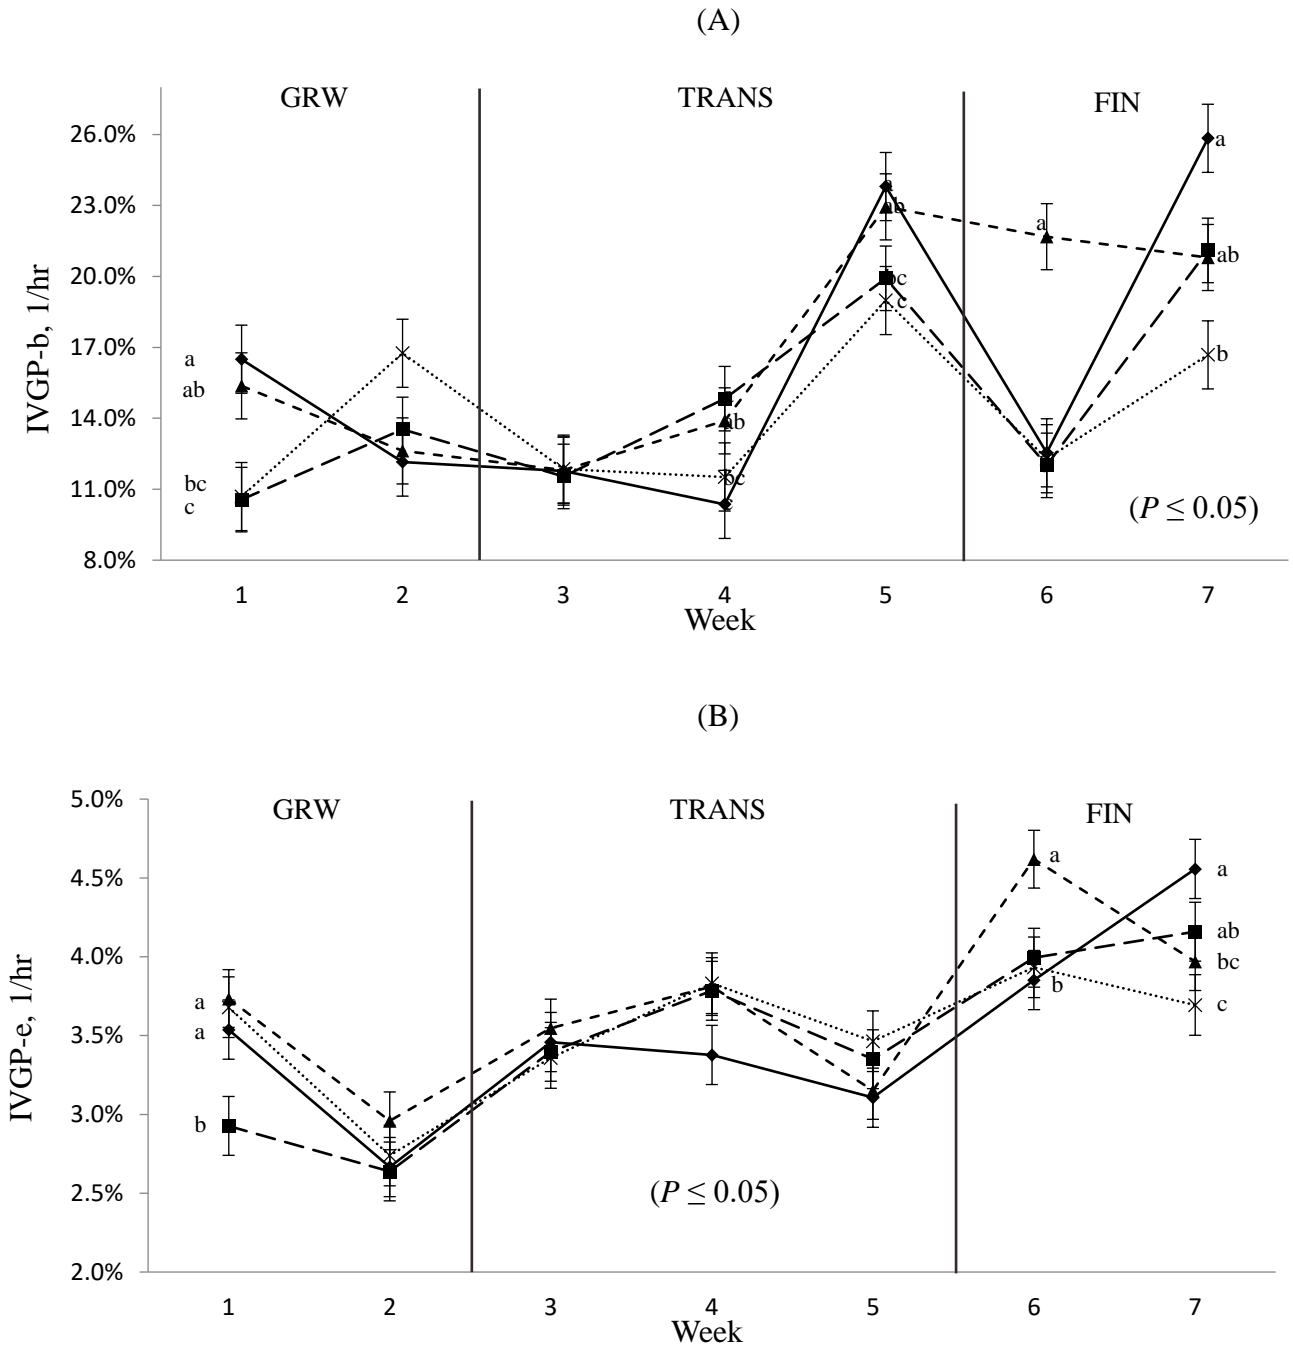 (A)
GRW TRANS FIN
26.0%
23.0%
20.0%
17.0%
14.0%
11.0%
8.0%
IVGP-b, 1/hr
a
ab
bc
c
ab
bc
c
a
ab
bc
c
a
a
ab
b
(P ≤ 0.05)
1 2 3 4 5 6 7
Week
(B)
GRW TRANS FIN
5.0%
4.5%
4.0%
3.5%
3.0%
2.5%
2.0%
IVGP-e, 1/hr
a
a
b
a
b
a
ab
bc
c
(P ≤ 0.05)
1 2 3 4 5 6 7
Week